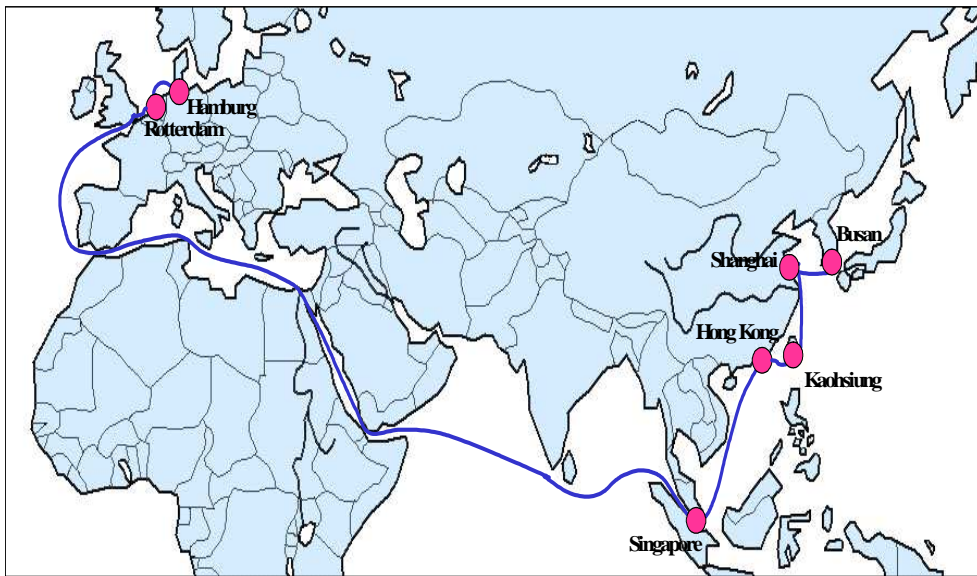 Hamburg
Rotterdam
Busan
Shanghai
Hong Kong
Kaohsiung
Singapore